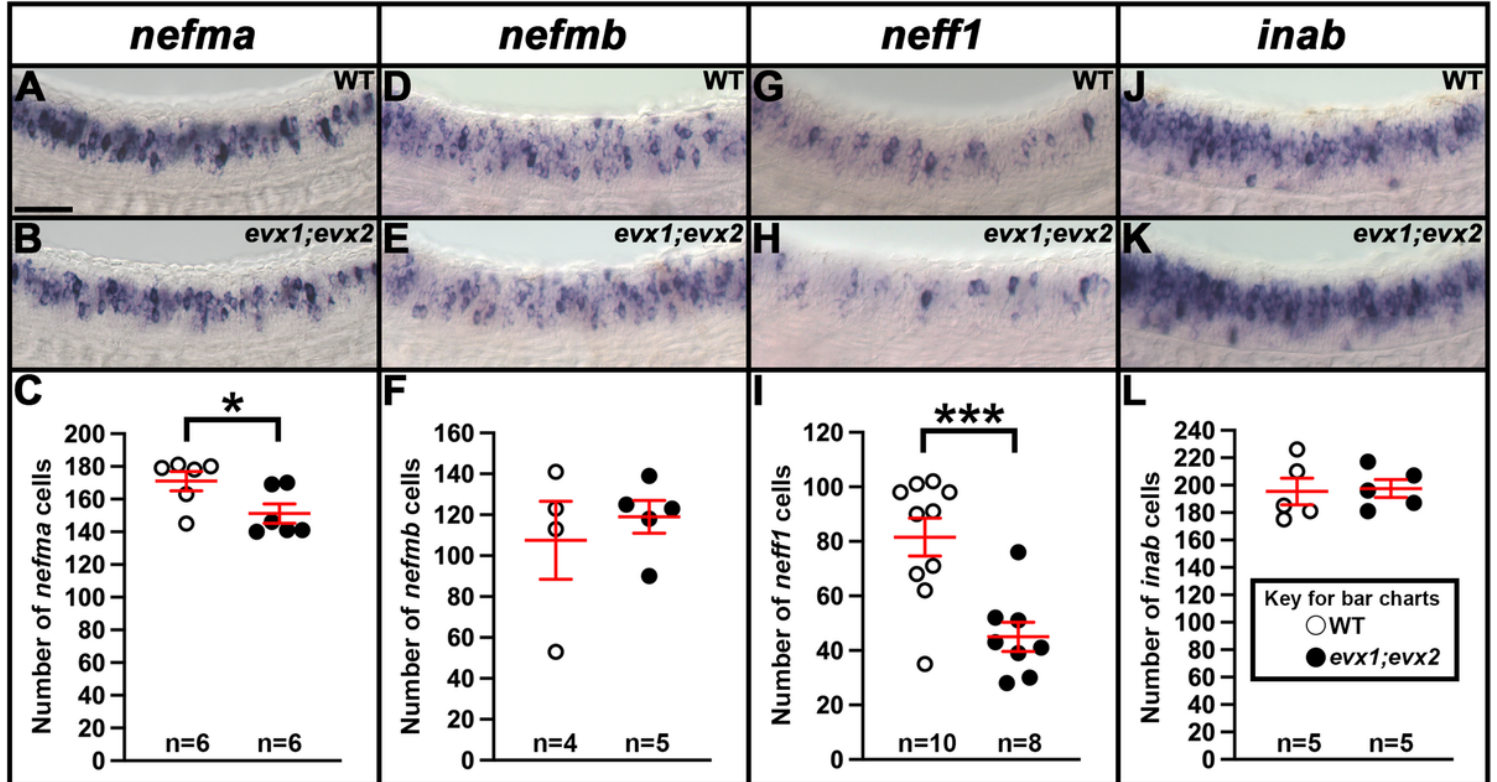 nefma
nefmb
neff1
inab
A
WT
D
WT
G
WT
J
WT
B
evx1;evx2
E
evx1;evx2
H
evx1;evx2
K
evx1;evx2
C
*
Number of nefma cells
200
180
160
140
120
100
80
60
40
20
0
n=6
n=6
F
Number of nefmb cells
160
140
120
100
80
60
40
20
0
n=4
n=5
I
***
Number of neff1 cells
120
100
80
60
40
20
0
n=10
n=8
L
Number of inab cells
240
220
200
180
160
140
120
100
80
60
40
20
0
Key for bar charts
WT
evx1;evx2
n=5
n=5